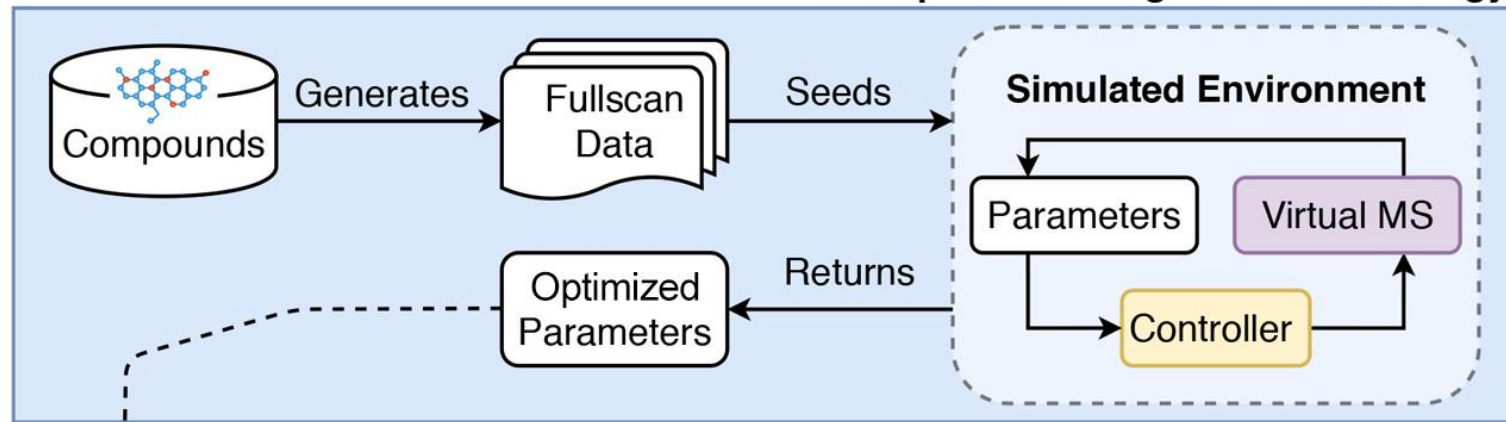 Compounds
Generates
Fullscan
Data
Seeds
Simulated Environment
Parameters
Virtual MS
Controller
Returns
Optimized
Parameters